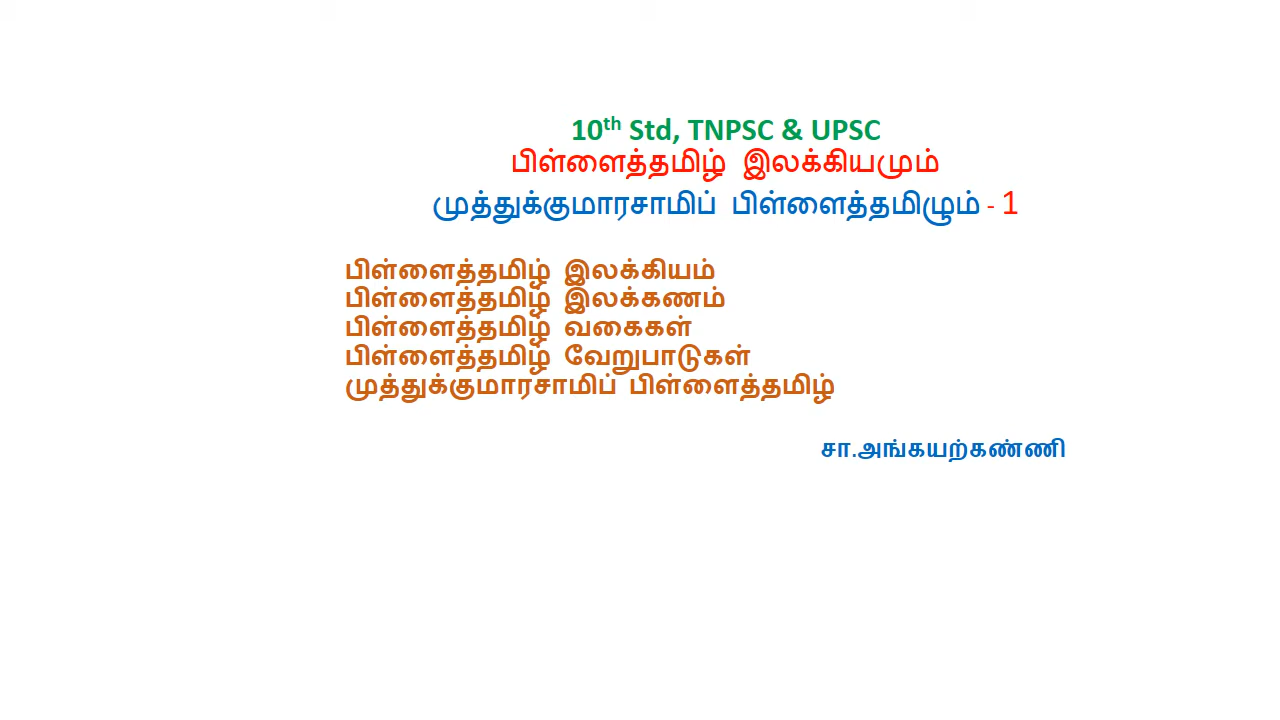 10th Std, TNPSC & UPSC
பிள்ளைத்தமிழ் இலக்கியமும்
முத்துக்குமாரசாமிப் பிள்ளைத்தமிழும் - 1
பிள்ளைத்தமிழ் இலக்கியம்
பிள்ளைத்தமிழ் இலக்கணம்
பிள்ளைத்தமிழ் வகைகள்
பிள்ளைத்தமிழ் வேறுபாடுகள்
முத்துக்குமாரசாமிப் பிள்ளைத்தமிழ்
சா.அங்கயற்கண்ணி